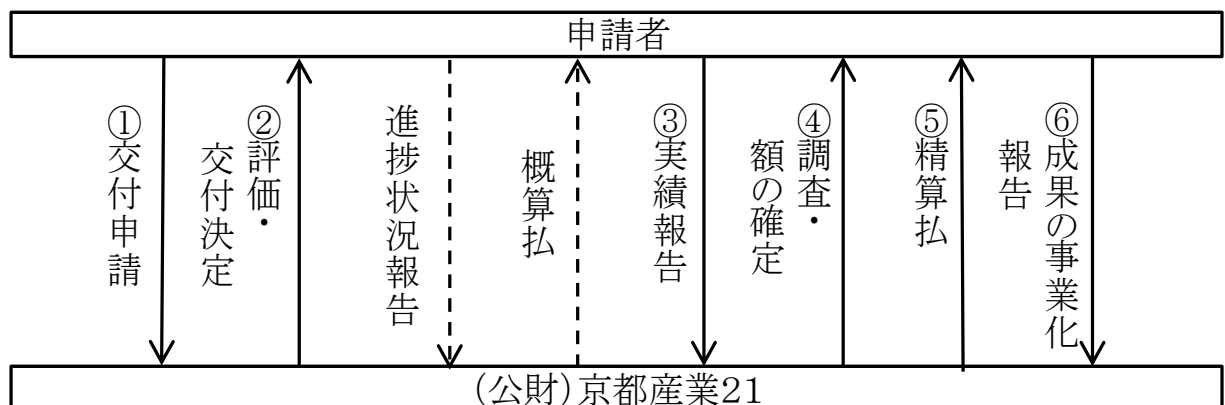 申請者
①交付申請
②評価・
交付決定
進捗状況報告
概算払
③実績報告
④調査・
額の確定
⑤精算払
⑥成果の事業化
報告
(公財)京都産業21